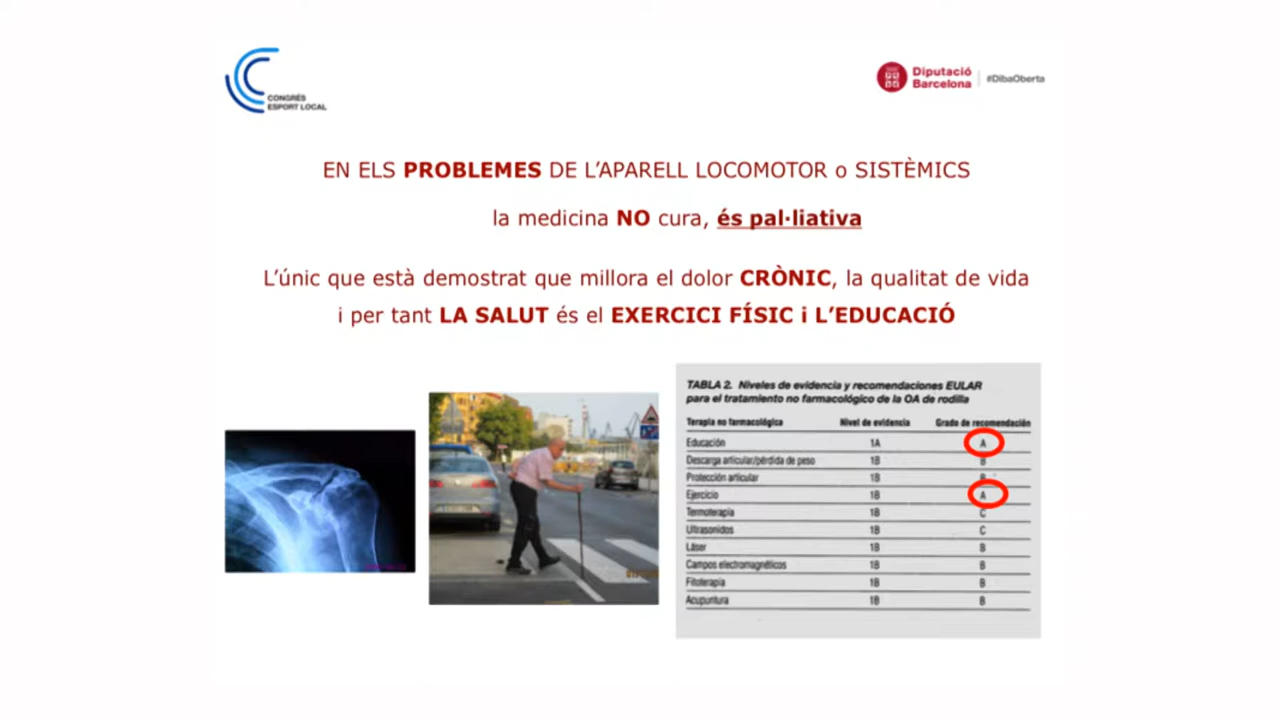 CONGRÉS
ESPORT LOCAL
Diputació
Barcelona
#DibaOberta
EN ELS PROBLEMES DE L'APARELL LOCOMOTOR o SISTÈMICS
la medicina NO cura, és pal·liativa
L'únic que està demostrat que millora el dolor CRÒNIC, la qualitat de vida
i per tant LA SALUT és el EXERCICI FÍSIC i L'EDUCACIÓ
TABLA 2. Niveles de evidencia y recomendaciones EULAR
para el tratamiento no farmacológico de la OA de rodilla
Terapia no farmacológica Nivel de evidencia Grado de recomendación
Educación 1A A
Descarga articular/pérdida de peso 1B B
Protección articular 1B B
Ejercicio 1B A
Termoterapia 1B C
Ultrasonidos 1B C
Láser 1B B
Campos electromagnéticos 1B B
Fitoterapia 1B B
Acupuntura 1B B